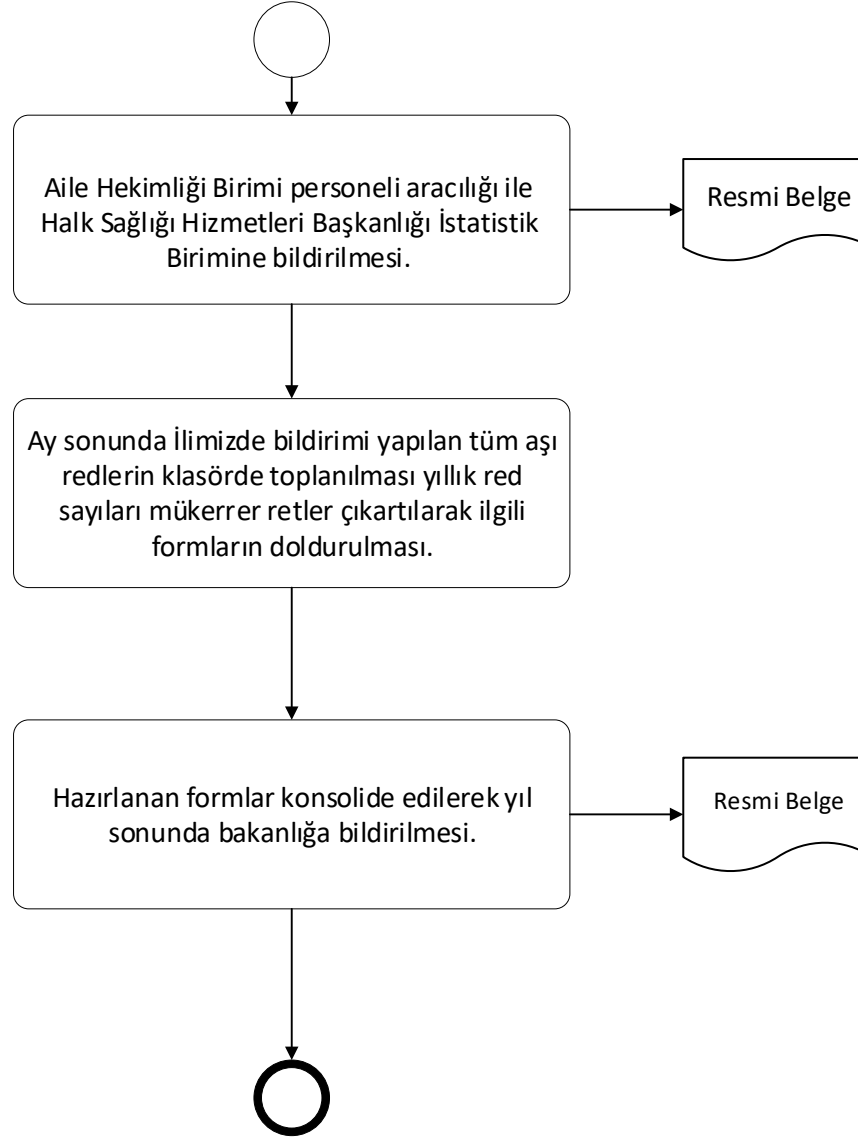 Aile Hekimliği Birimi personeli aracılığı ile
Halk Sağlığı Hizmetleri Başkanlığı İstatistik
Birimine bildirilmesi.
Resmi Belge
Ay sonunda İlimizde bildirimi yapılan tüm aşı
redlerin klasörde toplanılması yıllık red
sayıları mükerrer retler çıkartılarak ilgili
formların doldurulması.
Hazırlanan formlar konsolide edilerek yıl
sonunda bakanlığa bildirilmesi.
Resmi Belge